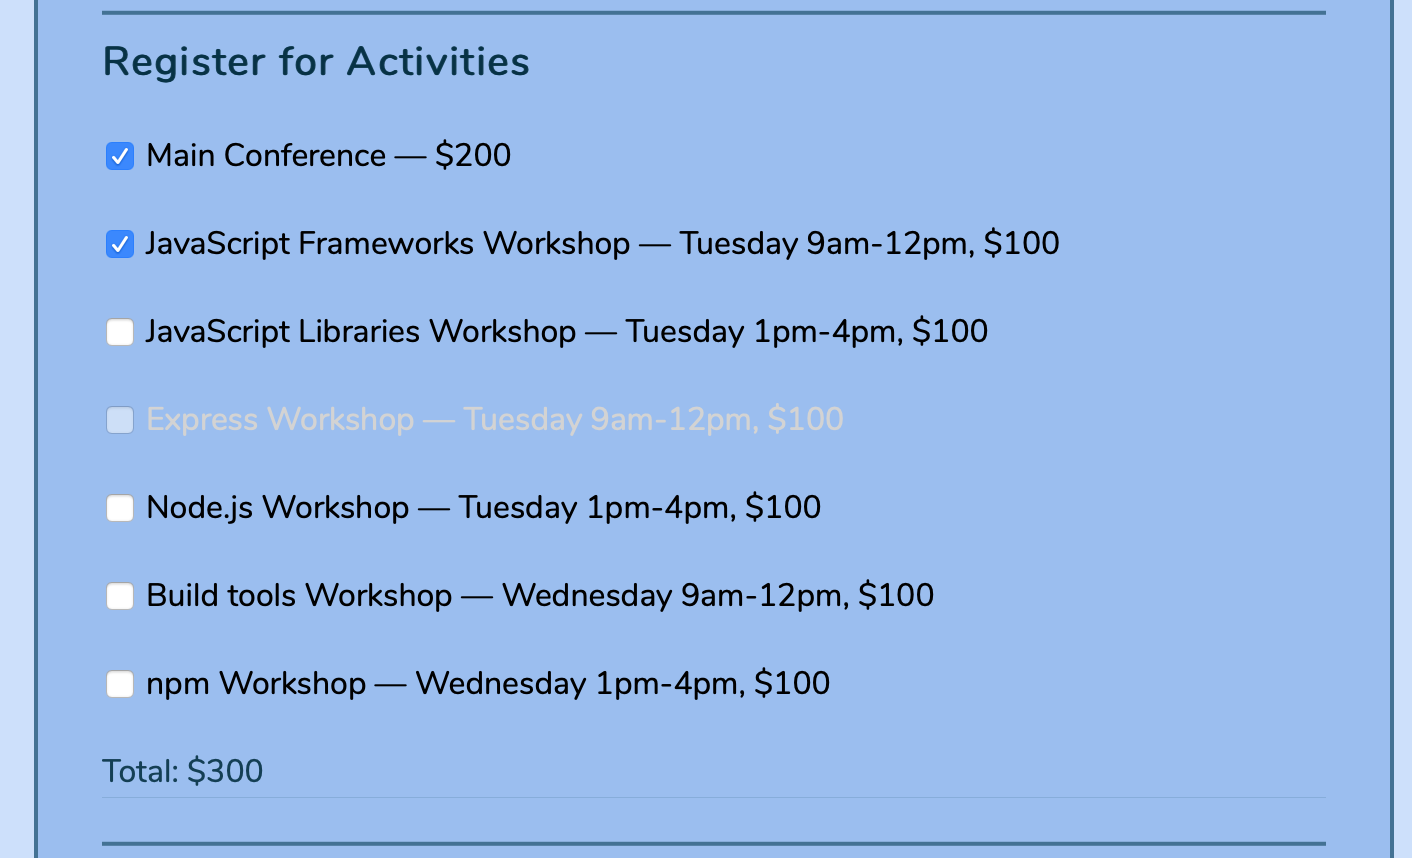 Register for Activities
Main Conference — $200
JavaScript Frameworks Workshop — Tuesday 9am-12pm, $100
JavaScript Libraries Workshop — Tuesday 1pm-4pm, $100
Express Workshop — Tuesday 9am-12pm, $100
Node.js Workshop — Tuesday 1pm-4pm, $100
Build tools Workshop — Wednesday 9am-12pm, $100
npm Workshop — Wednesday 1pm-4pm, $100
Total: $300